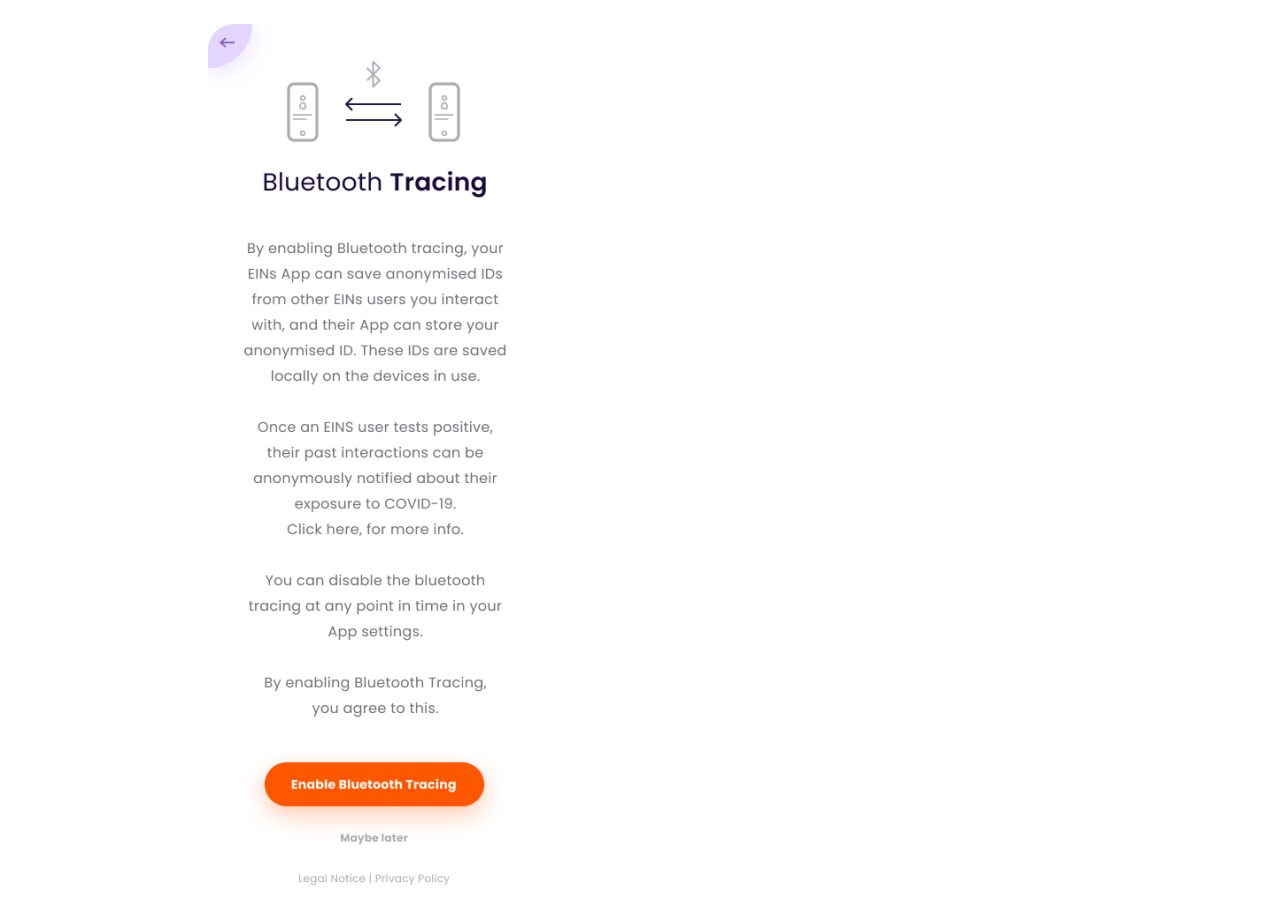 Bluetooth Tracing
By enabling Bluetooth tracing, your
EINs App can save anonymised IDs
from other EINs users you interact
with, and their App can store your
anonymised ID. These IDs are saved
locally on the devices in use.
Once an EINS user tests positive,
their past interactions can be
anonymously notified about their
exposure to COVID-19.
Click here, for more info.
You can disable the bluetooth
tracing at any point in time in your
App settings.
By enabling Bluetooth Tracing,
you agree to this.
Enable Bluetooth Tracing
Maybe later
Legal Notice | Privacy Policy